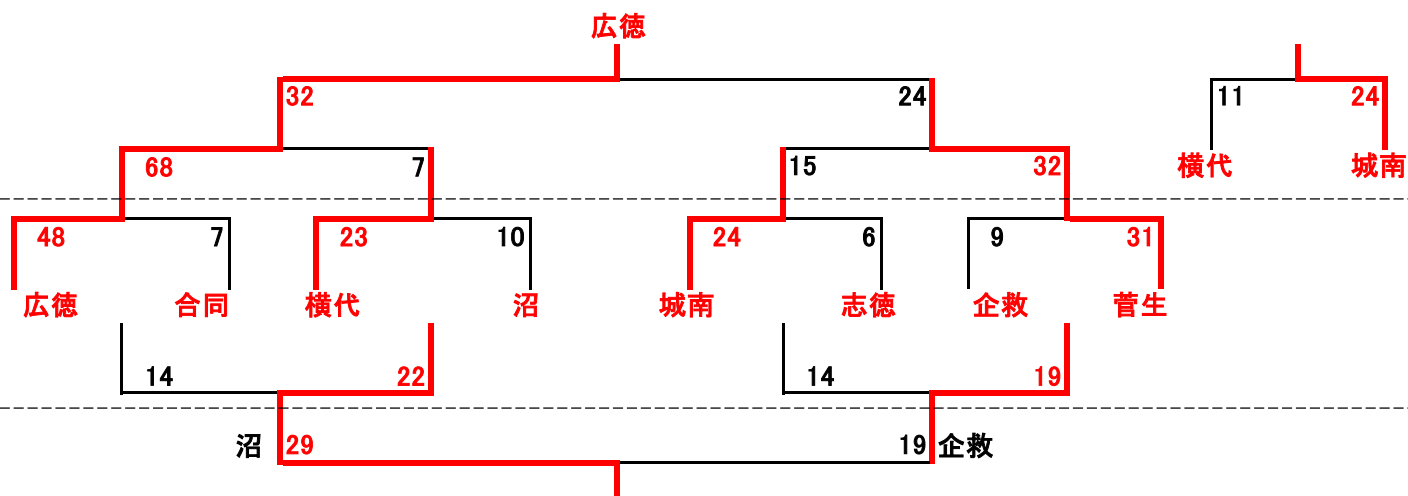 広徳
32 24 11 24
68 7 15 32 横代 城南
48 7 23 10 24 6 9 31
広徳 合同 横代 沼 城南 志徳 企救 菅生
14 22 14 19
沼 29 19 企救